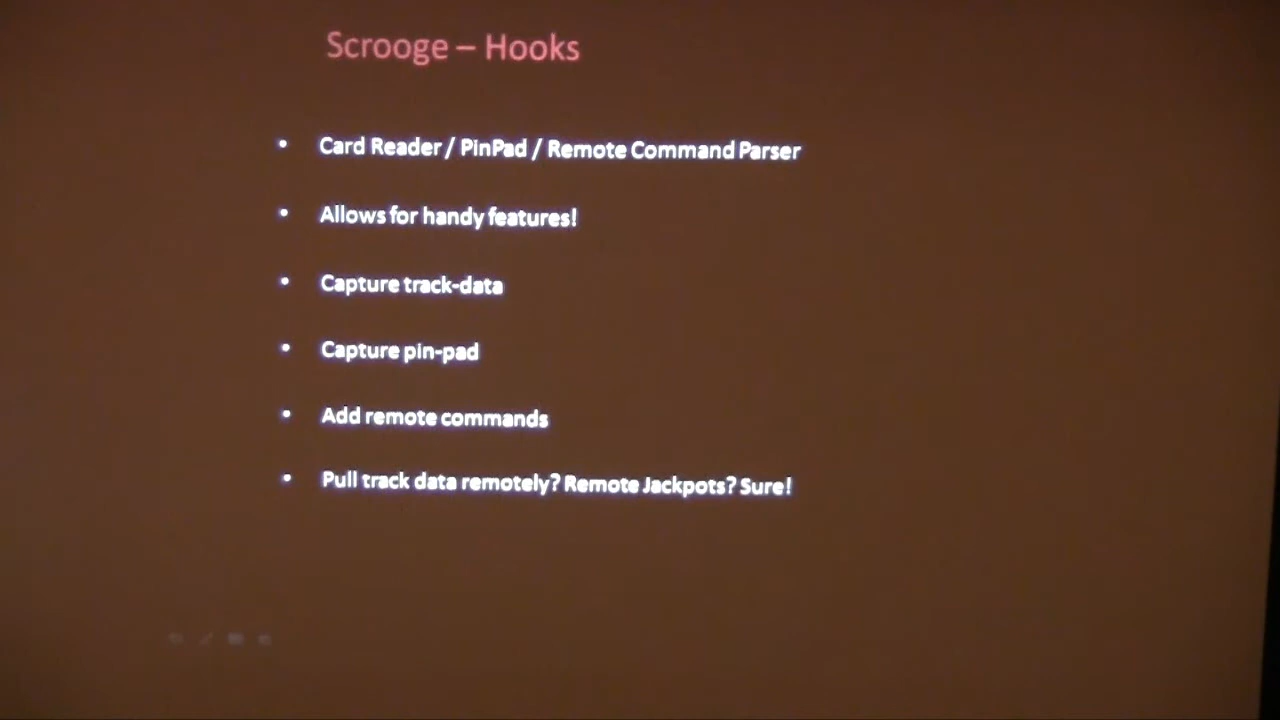 Scrooge – Hooks
• Card Reader / PinPad / Remote Command Parser
• Allows for handy features!
• Capture track-data
• Capture pin-pad
• Add remote commands
• Pull track data remotely? Remote Jackpots? Sure!